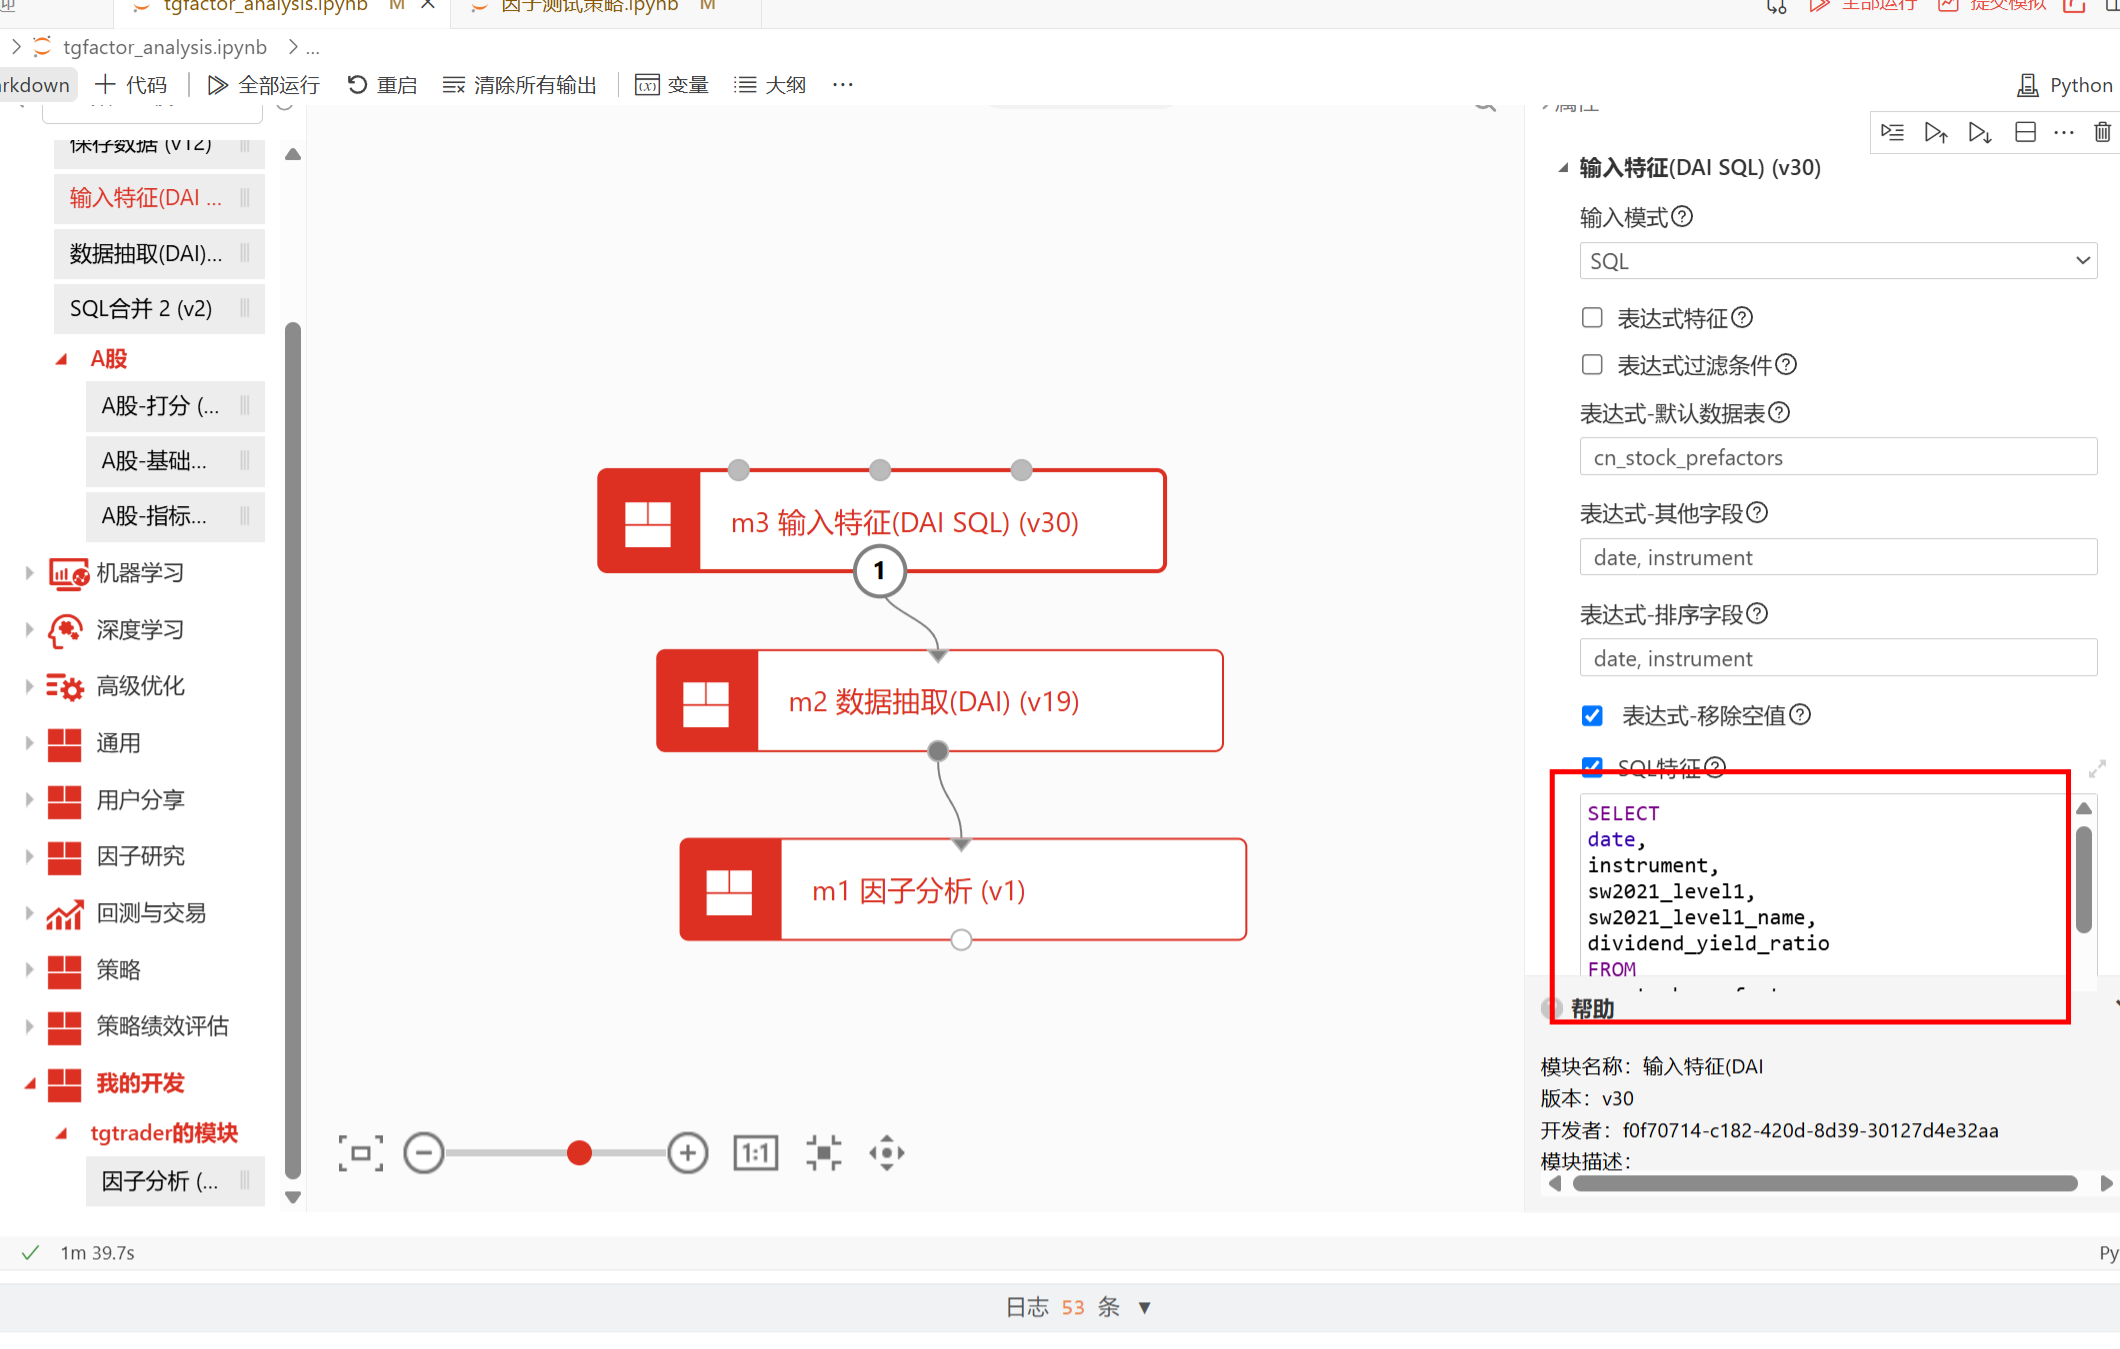 tgfactor_analysis.ipynb M
因子测试策略.ipynb M
全部运行 提交模拟
tgfactor_analysis.ipynb > ...
rkdown
代码
全部运行
重启
清除所有输出
变量
大纲
...
Python
属性
保存数据 (v12)
输入特征(DAI ...
数据抽取(DAI)...
SQL合并 2 (v2)
A股
A股-打分 (...
A股-基础...
A股-指标...
机器学习
深度学习
高级优化
通用
用户分享
因子研究
回测与交易
策略
策略绩效评估
我的开发
tgtrader的模块
因子分析 (...
m3 输入特征(DAI SQL) (v30)
1
m2 数据抽取(DAI) (v19)
m1 因子分析 (v1)
1:1
输入特征(DAI SQL) (v30)
输入模式
SQL
表达式特征
表达式过滤条件
表达式-默认数据表
cn_stock_prefactors
表达式-其他字段
date, instrument
表达式-排序字段
date, instrument
表达式-移除空值
SQL特征
SELECT
date,
instrument,
sw2021_level1,
sw2021_level1_name,
dividend_yield_ratio
FROM
帮助
模块名称：输入特征(DAI
版本：v30
开发者：f0f70714-c182-420d-8d39-30127d4e32aa
模块描述：
1m 39.7s
Py
日志 53 条